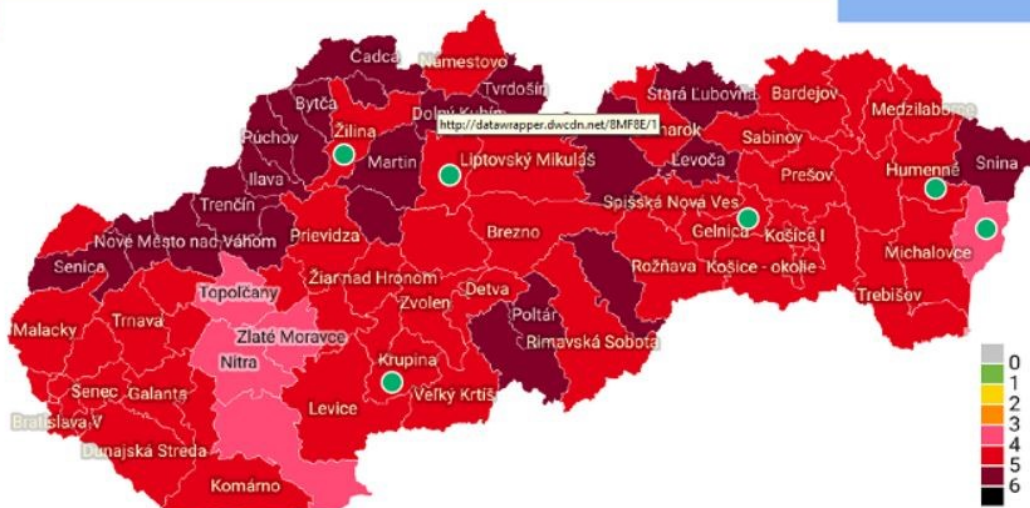 Čadca
Námestovo
Tvrdošín
Bytča
Dolný Kubín
Stará Ľubovňa
Bardejov
Medzilaborce
http://datawrapper.dwcdn.net/8MF8E/1
Púchov
Žilina
marok
Sabinov
Martin
Liptovský Mikuláš
Levoča
Snina
Ilava
Prešov
Humenné
Trenčín
Spišská Nová Ves
Nové Mesto nad Váhom
Prievidza
Brezno
Gelnica
Košice I
Michalovce
Senica
Rožňava
Košice - okolie
Žiar nad Hronom
Topoľčany
Detva
Trebišov
Zvolen
Malacky
Trnava
Poltár
Zlaté Moravce
Rimavská Sobota
Nitra
Krupina
Senec
Galanta
Veľký Krtíš
Levice
Bratislava V
Dunajská Streda
Komárno
0
1
2
3
4
5
6